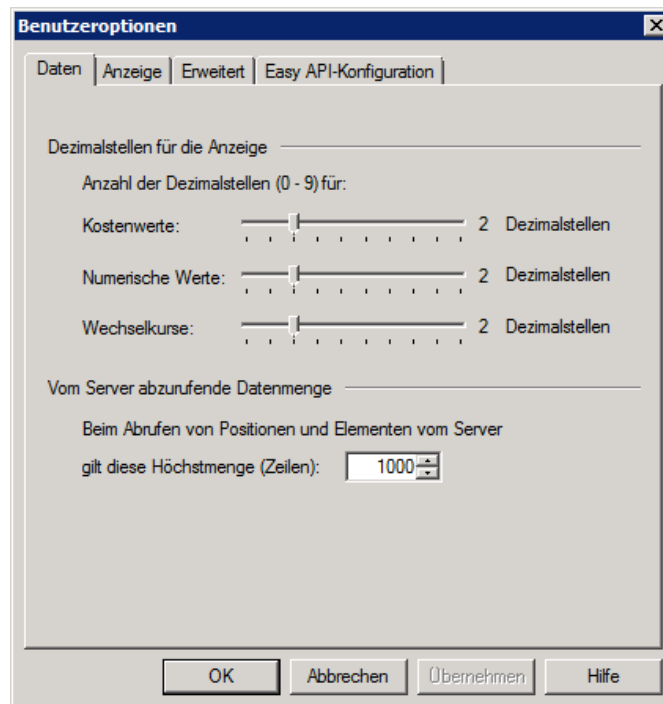 Benutzeroptionen
Daten Anzeige Erweitert Easy API-Konfiguration
Dezimalstellen für die Anzeige
Anzahl der Dezimalstellen (0 - 9) für:
Kostenwerte: 2 Dezimalstellen
Numerische Werte: 2 Dezimalstellen
Wechselkurse: 2 Dezimalstellen
Vom Server abzurufende Datenmenge
Beim Abrufen von Positionen und Elementen vom Server
gilt diese Höchstmenge (Zeilen): 1000
OK Abbrechen Übernehmen Hilfe